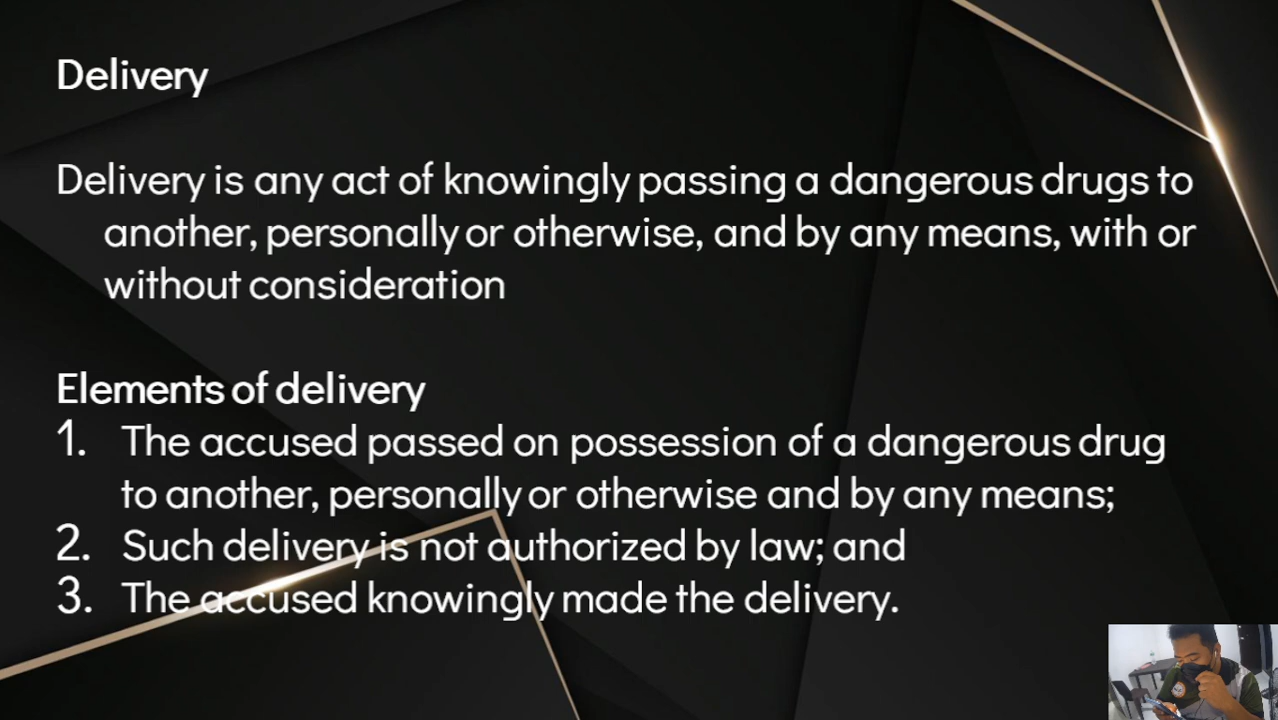 Delivery
Delivery is any act of knowingly passing a dangerous drugs to
another, personally or otherwise, and by any means, with or
without consideration
Elements of delivery
1. The accused passed on possession of a dangerous drug
to another, personally or otherwise and by any means;
2. Such delivery is not authorized by law; and
3. The accused knowingly made the delivery.